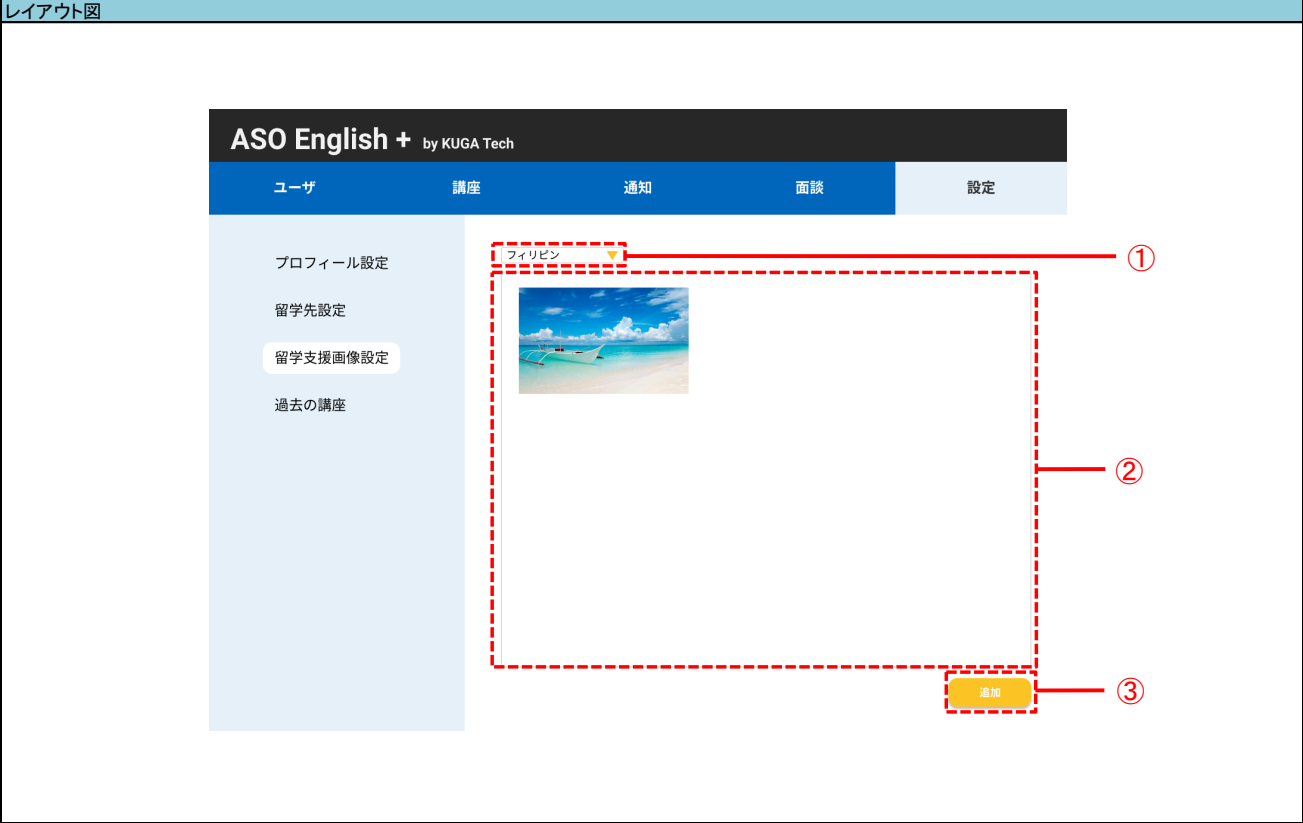 レイアウト図
ASO English + by KUGA Tech
ユーザ 講座 通知 面談 設定
プロフィール設定
留学先設定
留学支援画像設定
過去の講座
フィリピン
①
②
追加
③